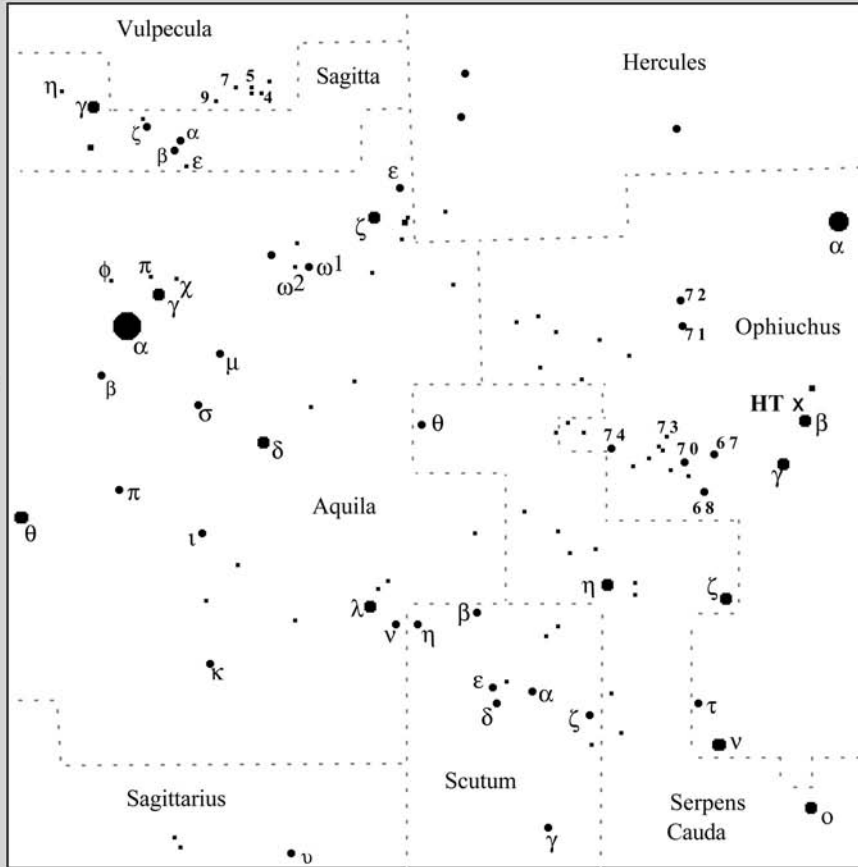 Vulpecula
Hercules
Sagitta
η 7 5
9 4
γ
ζ α
β ε
ε
ζ
α
φ π χ ω2 ω1
γ
72
α 71 Ophiuchus
μ
β HT x
σ θ β
δ 74 73 70 67
γ
π 68
θ Aquila
ι
η ζ
λ β
ν η
κ ε α
δ ζ τ
ν
Sagittarius Scutum Serpens
Cauda ο
γ
υ